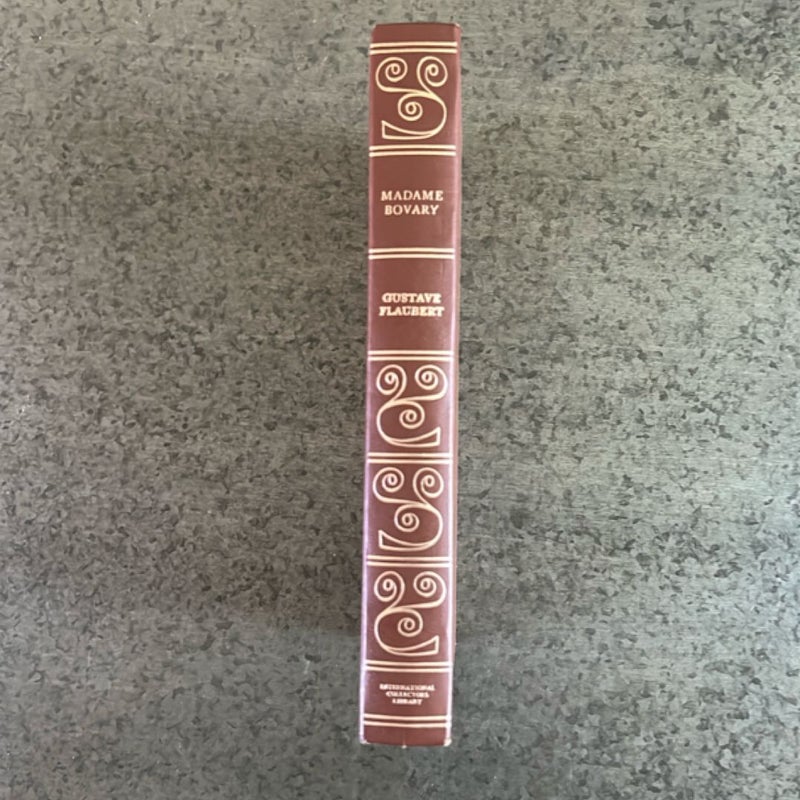 MADAME
BOVARY
GUSTAVE
FLAUBERT
INTERNATIONAL
COLLECTORS
LIBRARY